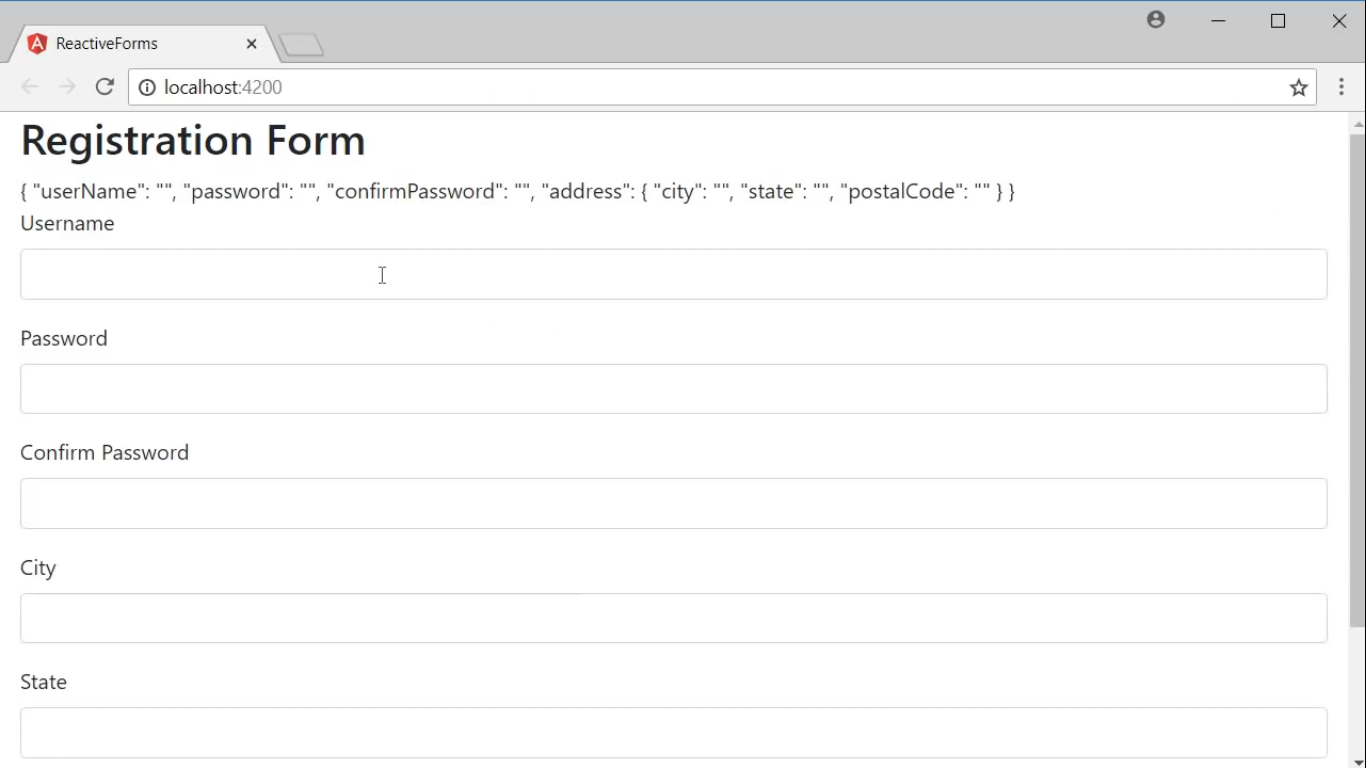 ReactiveForms
localhost:4200
Registration Form
{ "userName": "", "password": "", "confirmPassword": "", "address": { "city": "", "state": "", "postalCode": "" } }
Username
Password
Confirm Password
City
State